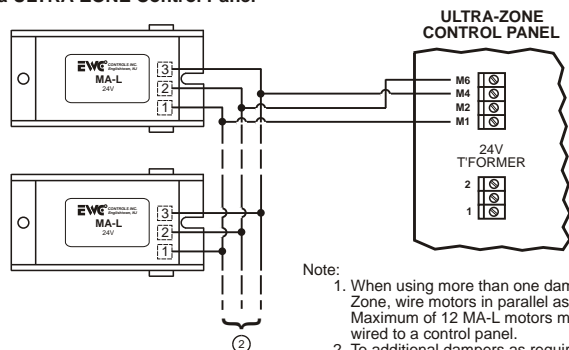 a ULTRA-ZONE Control Panel
ULTRA-ZONE
CONTROL PANEL
EWC® CONTROLS INC.
Englishtown, NJ
MA-L
24V
3
2
1
M6
M4
M2
M1
24V
T'FORMER
2
1
EWC® CONTROLS INC.
Englishtown, NJ
MA-L
24V
3
2
1
2
Note:
1. When using more than one dam
Zone, wire motors in parallel as
Maximum of 12 MA-L motors m
wired to a control panel.
2. To additional dampers as requir